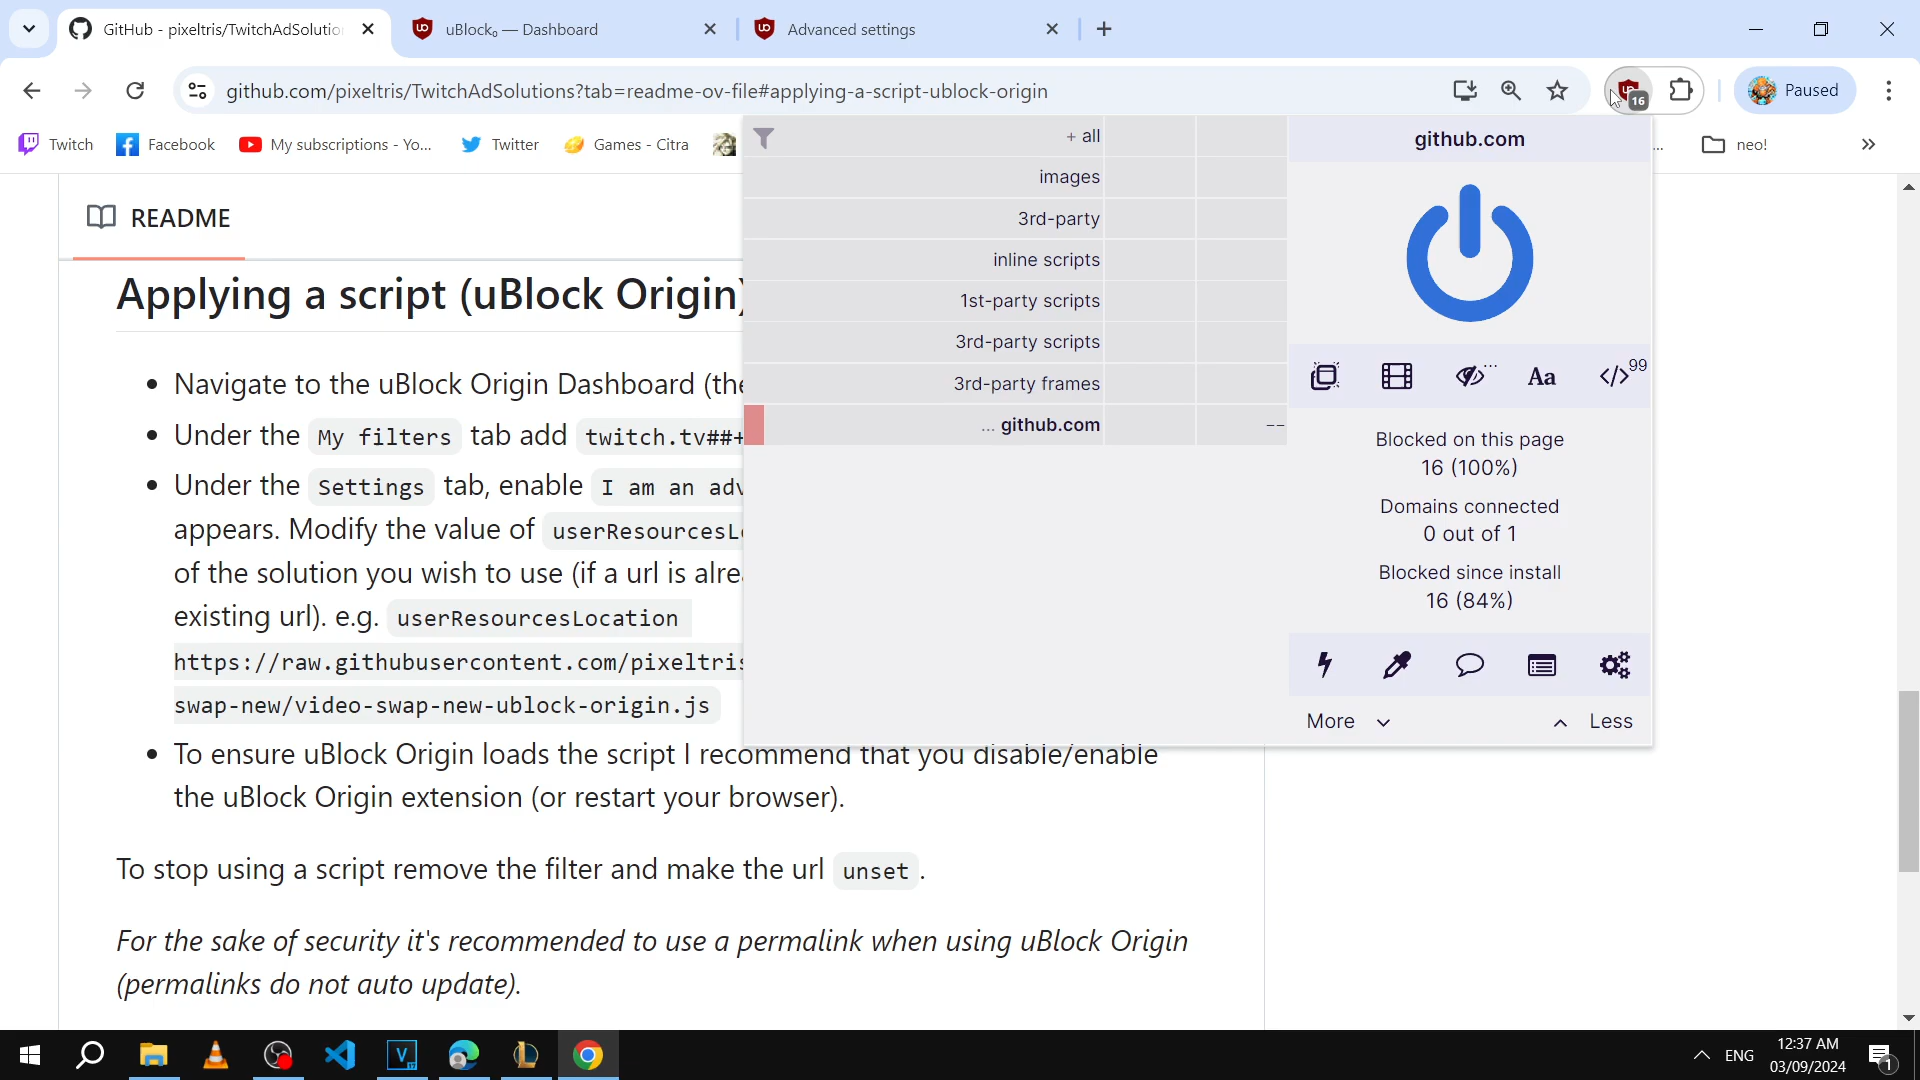 GitHub - pixeltris/TwitchAdSolutio
uBlock₀ — Dashboard
Advanced settings
github.com/pixeltris/TwitchAdSolutions?tab=readme-ov-file#applying-a-script-ublock-origin
16
Paused
Twitch
Facebook
My subscriptions - Yo...
Twitter
Games - Citra
...
neo!
README
Applying a script (uBlock Origin)
Navigate to the uBlock Origin Dashboard (the
Under the My filters tab add twitch.tv##+
Under the Settings tab, enable I am an adv
appears. Modify the value of userResourcesLo
of the solution you wish to use (if a url is alrea
existing url). e.g. userResourcesLocation
https://raw.githubusercontent.com/pixeltris
swap-new/video-swap-new-ublock-origin.js
To ensure uBlock Origin loads the script I recommend that you disable/enable
the uBlock Origin extension (or restart your browser).
To stop using a script remove the filter and make the url unset.
For the sake of security it's recommended to use a permalink when using uBlock Origin
(permalinks do not auto update).
+ all
images
3rd-party
inline scripts
1st-party scripts
3rd-party scripts
3rd-party frames
... github.com
--
github.com
Aa
</>99
Blocked on this page
16 (100%)
Domains connected
0 out of 1
Blocked since install
16 (84%)
More
Less
ENG
12:37 AM
03/09/2024
1